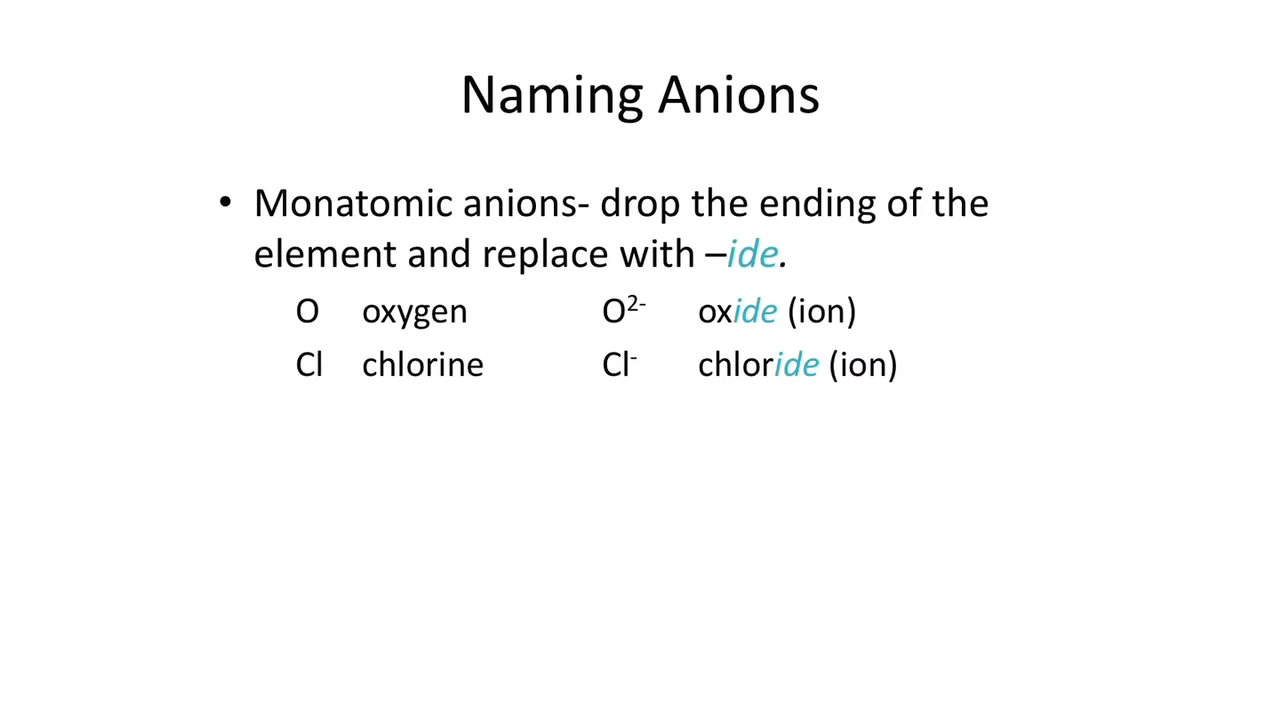 Naming Anions
• Monatomic anions- drop the ending of the
element and replace with –ide.
O oxygen O²⁻ oxide (ion)
Cl chlorine Cl⁻ chloride (ion)